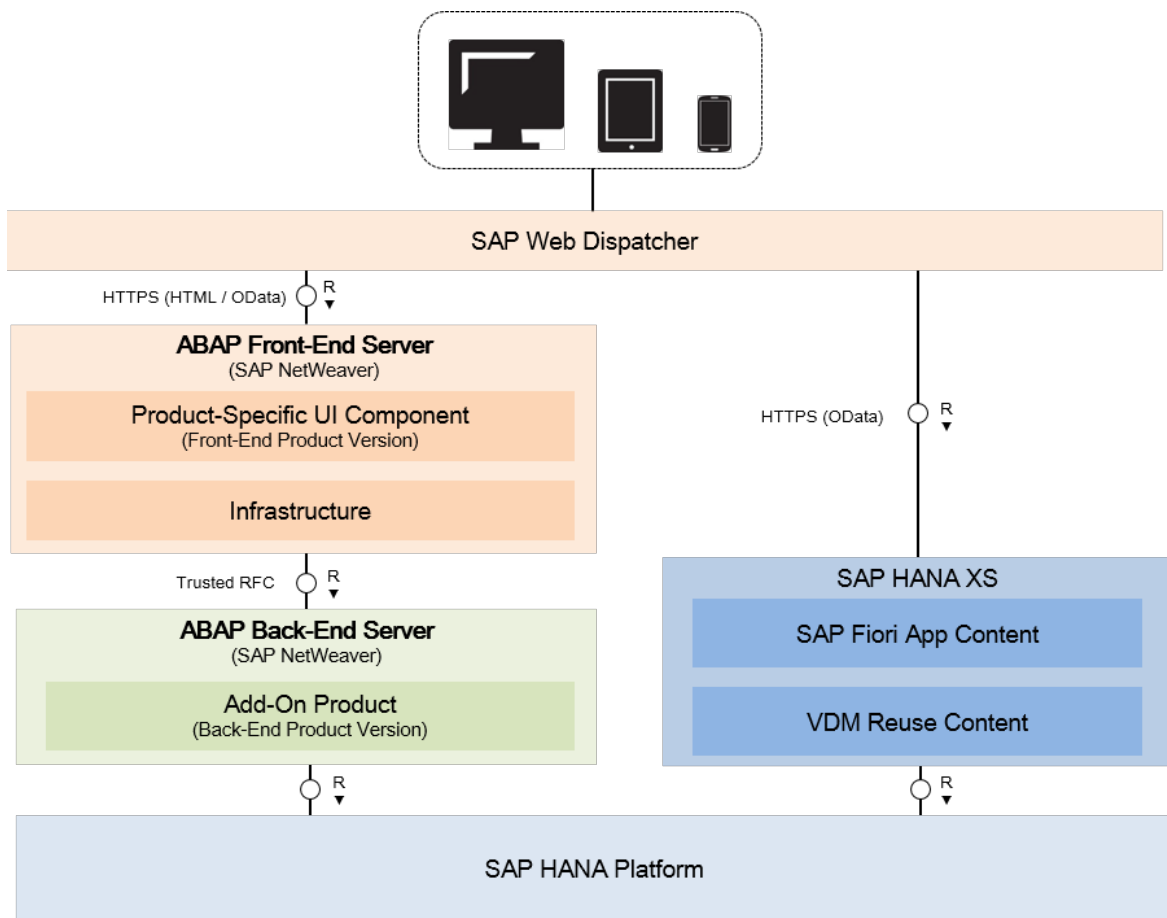 SAP Web Dispatcher
HTTPS (HTML / OData)
R
ABAP Front-End Server
(SAP NetWeaver)
Product-Specific UI Component
(Front-End Product Version)
Infrastructure
HTTPS (OData)
R
Trusted RFC
R
ABAP Back-End Server
(SAP NetWeaver)
Add-On Product
(Back-End Product Version)
SAP HANA XS
SAP Fiori App Content
VDM Reuse Content
R
R
SAP HANA Platform